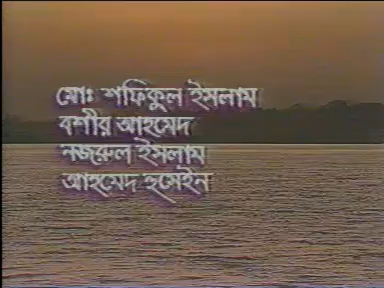 মোঃ শফিকুল ইসলাম
বশীর আহমেদ
নজরুল ইসলাম
আহমেদ হুসেইন